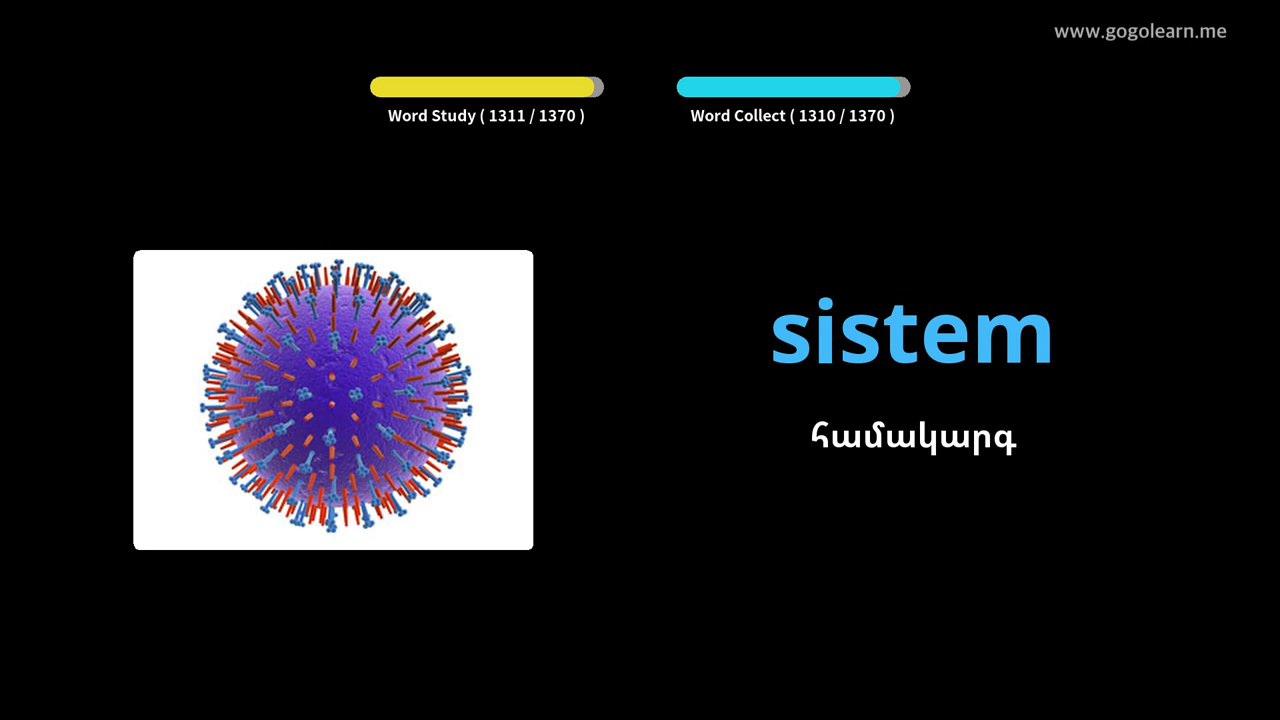 www.gogolearn.me
Word Study ( 1311 / 1370 )
Word Collect ( 1310 / 1370 )
sistem
համակարգ